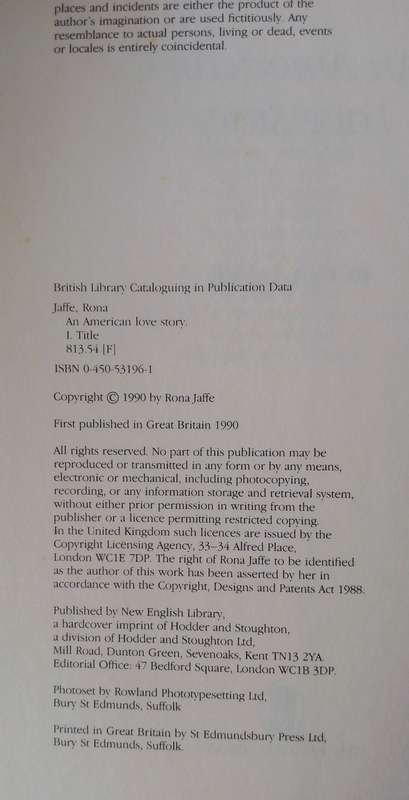 places and incidents are either the product of the
author's imagination or are used fictitiously. Any
resemblance to actual persons, living or dead, events
or locales is entirely coincidental.
British Library Cataloguing in Publication Data
Jaffe, Rona
An American love story.
I. Title
813.54 [F]
ISBN 0-450-53196-1
Copyright © 1990 by Rona Jaffe
First published in Great Britain 1990
All rights reserved. No part of this publication may be
reproduced or transmitted in any form or by any means,
electronic or mechanical, including photocopying,
recording, or any information storage and retrieval system,
without either prior permission in writing from the
publisher or a licence permitting restricted copying.
In the United Kingdom such licences are issued by the
Copyright Licensing Agency, 33–34 Alfred Place,
London WC1E 7DP. The right of Rona Jaffe to be identified
as the author of this work has been asserted by her in
accordance with the Copyright, Designs and Patents Act 1988.
Published by New English Library,
a hardcover imprint of Hodder and Stoughton,
a division of Hodder and Stoughton Ltd,
Mill Road, Dunton Green, Sevenoaks, Kent TN13 2YA.
Editorial Office: 47 Bedford Square, London WC1B 3DP.
Photoset by Rowland Phototypesetting Ltd,
Bury St Edmunds, Suffolk
Printed in Great Britain by St Edmundsbury Press Ltd,
Bury St Edmunds, Suffolk.